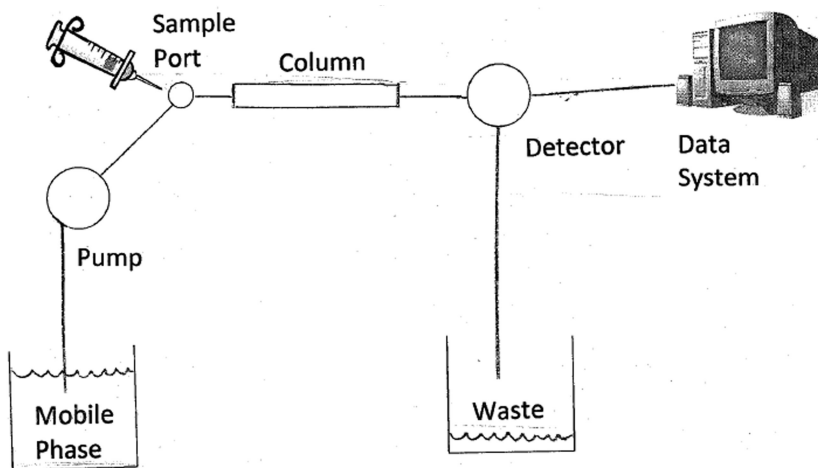 Sample
Port
Column
Detector
Data
System
Pump
Mobile
Phase
Waste